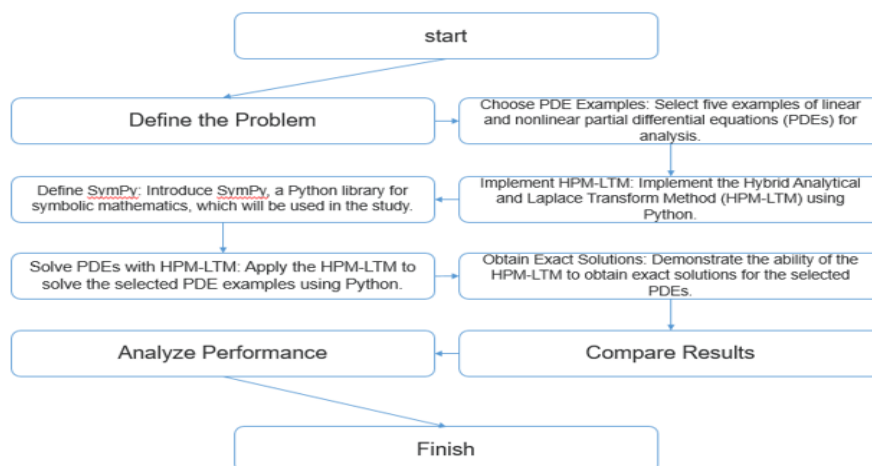 start
Define the Problem
Choose PDE Examples: Select five examples of linear
and nonlinear partial differential equations (PDEs) for
analysis.
Implement HPM-LTM: Implement the Hybrid Analytical
and Laplace Transform Method (HPM-LTM) using
Python.
Define SymPy: Introduce SymPy, a Python library for
symbolic mathematics, which will be used in the study.
Solve PDEs with HPM-LTM: Apply the HPM-LTM to
solve the selected PDE examples using Python.
Obtain Exact Solutions: Demonstrate the ability of the
HPM-LTM to obtain exact solutions for the selected
PDEs.
Compare Results
Analyze Performance
Finish